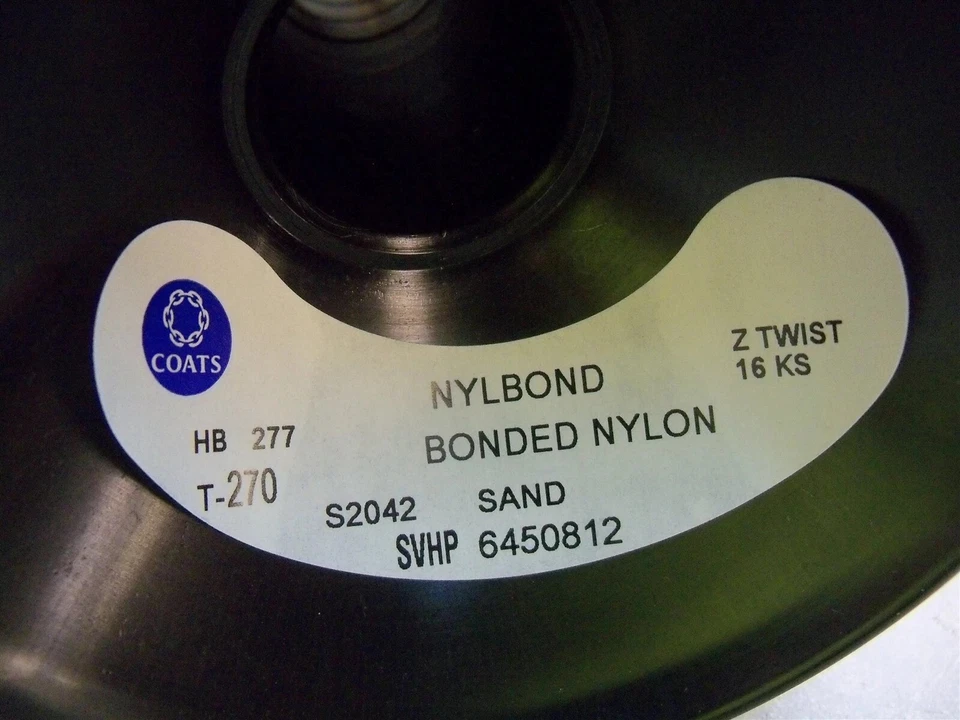 COATS
Z TWIST
16 KS
NYLBOND
BONDED NYLON
HB 277
T-270
S2042 SAND
SVHP 6450812